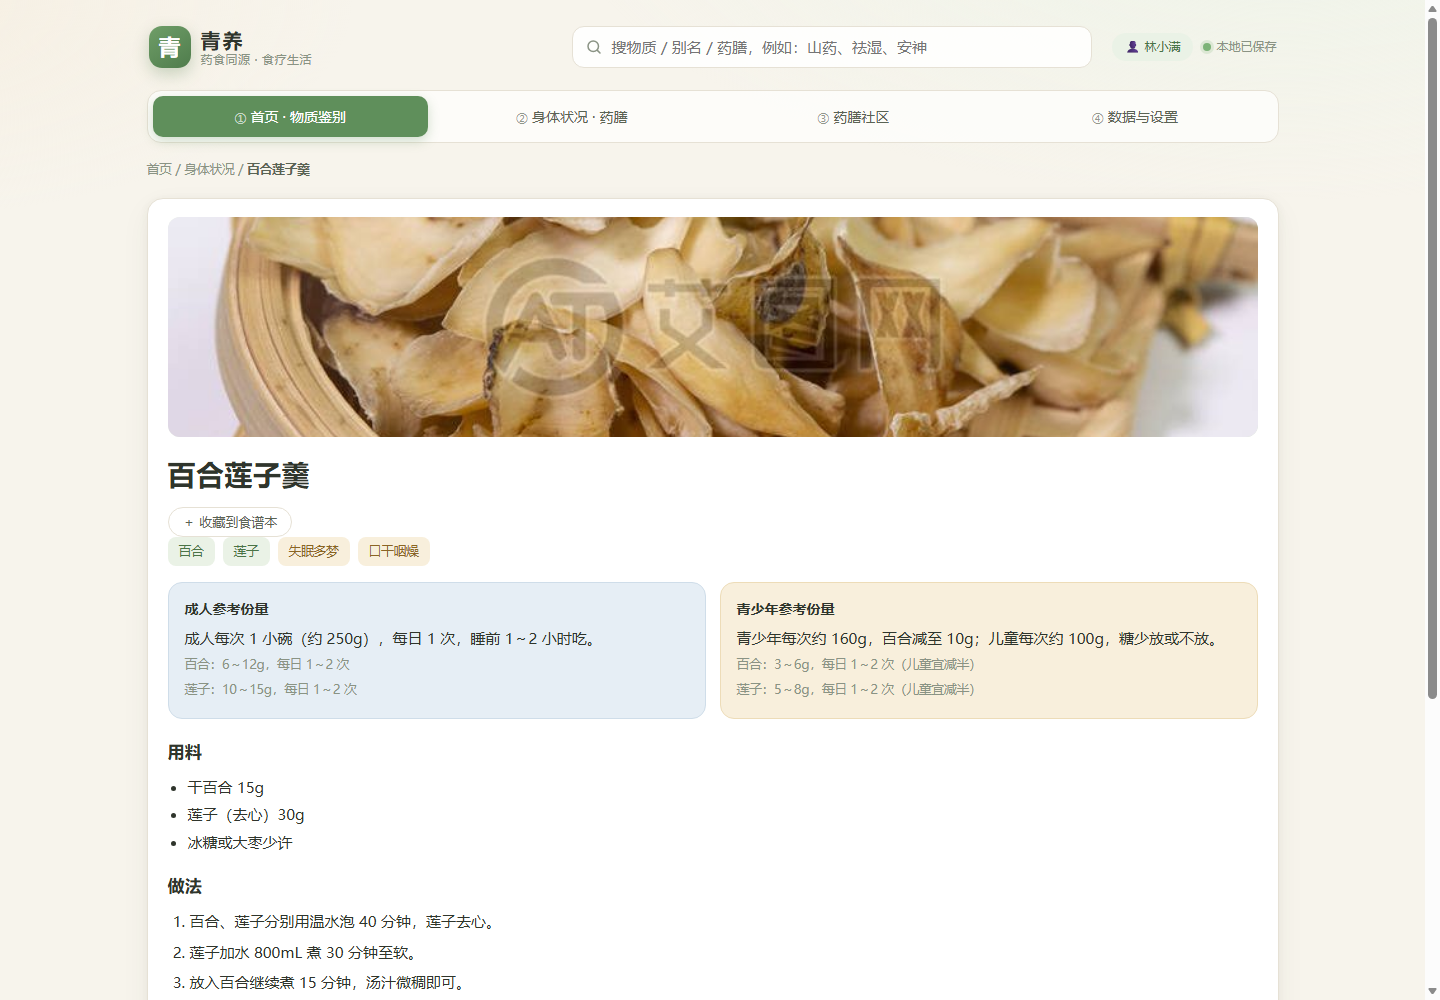 青
青养
药食同源 · 食疗生活
搜物质 / 别名 / 药膳，例如：山药、祛湿、安神
林小满
本地已保存
① 首页 · 物质鉴别
② 身体状况 · 药膳
③ 药膳社区
④ 数据与设置
首页 / 身体状况 / 百合莲子羹
艾图网
百合莲子羹
+ 收藏到食谱本
百合
莲子
失眠多梦
口干咽燥
成人参考份量
成人每次 1 小碗（约 250g），每日 1 次，睡前 1~2 小时吃。
百合：6~12g，每日 1~2 次
莲子：10~15g，每日 1~2 次
青少年参考份量
青少年每次约 160g，百合减至 10g；儿童每次约 100g，糖少放或不放。
百合：3~6g，每日 1~2 次（儿童宜减半）
莲子：5~8g，每日 1~2 次（儿童宜减半）
用料
• 干百合 15g
• 莲子（去心）30g
• 冰糖或大枣少许
做法
1. 百合、莲子分别用温水泡 40 分钟，莲子去心。
2. 莲子加水 800mL 煮 30 分钟至软。
3. 放入百合继续煮 15 分钟，汤汁微稠即可。